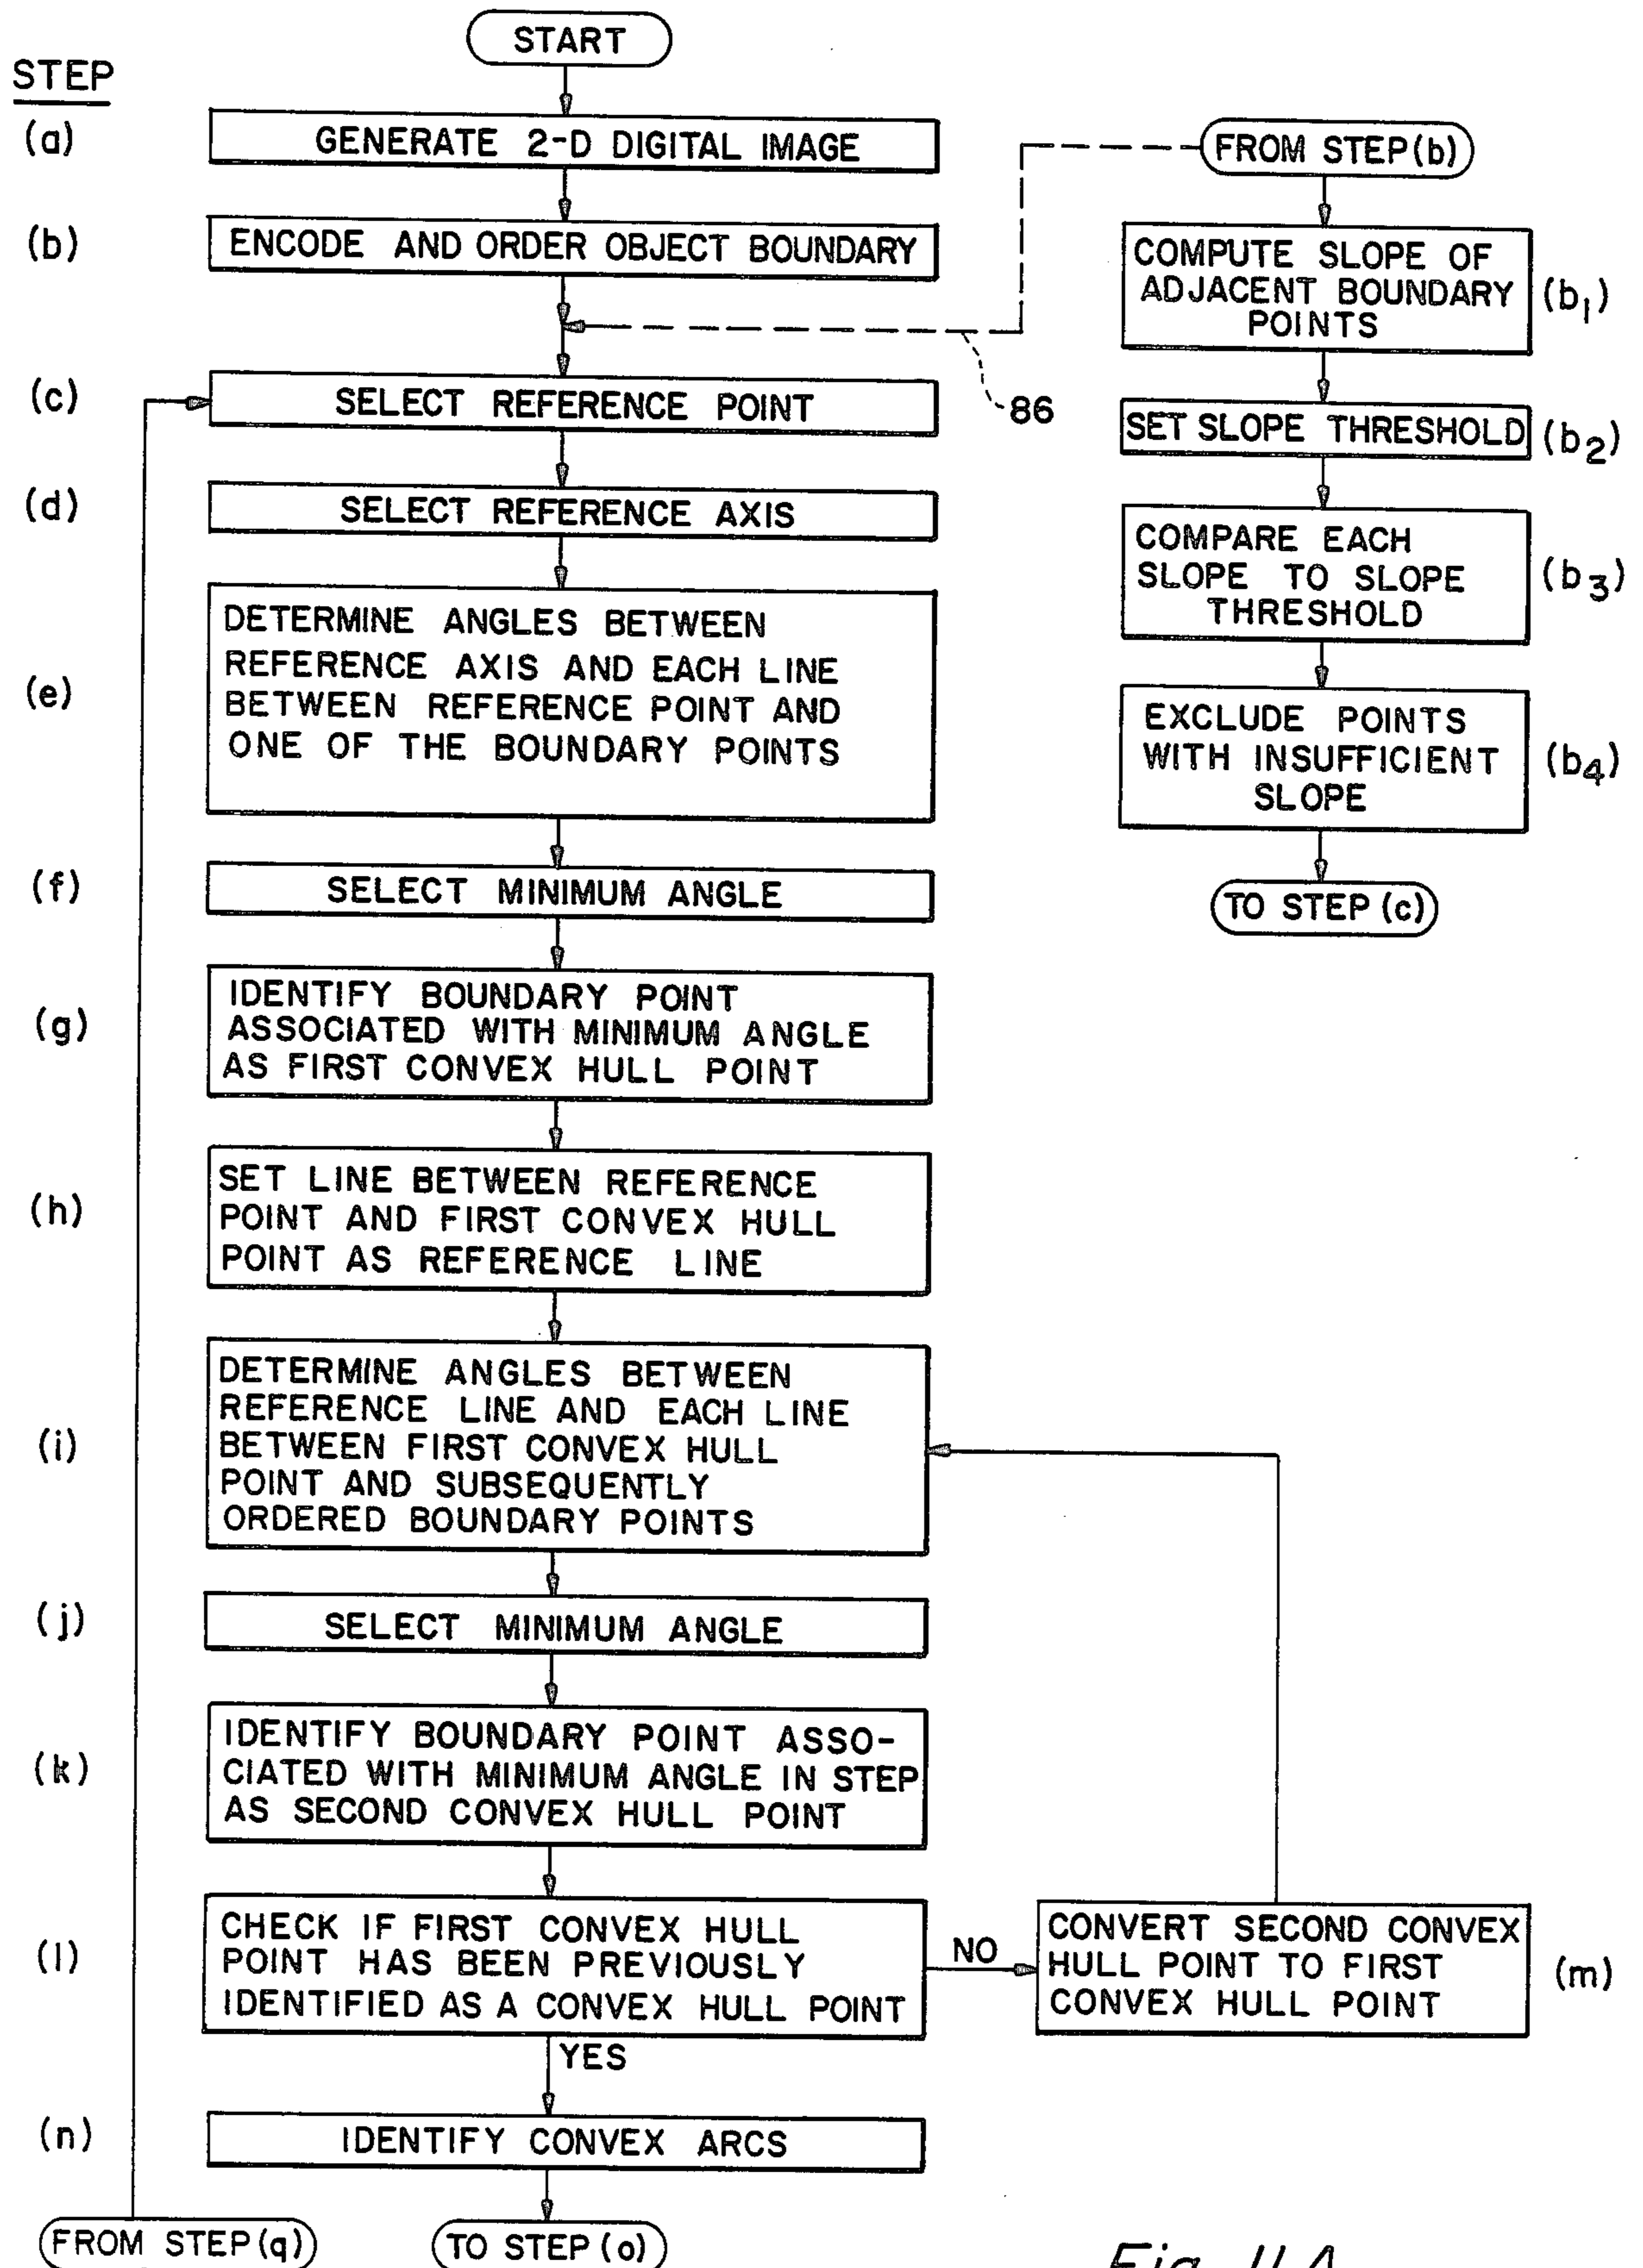 START
STEP
(a)
GENERATE 2-D DIGITAL IMAGE
(b)
ENCODE AND ORDER OBJECT BOUNDARY
(c)
SELECT REFERENCE POINT
86
(d)
SELECT REFERENCE AXIS
(e)
DETERMINE ANGLES BETWEEN
REFERENCE AXIS AND EACH LINE
BETWEEN REFERENCE POINT AND
ONE OF THE BOUNDARY POINTS
(f)
SELECT MINIMUM ANGLE
(g)
IDENTIFY BOUNDARY POINT
ASSOCIATED WITH MINIMUM ANGLE
AS FIRST CONVEX HULL POINT
(h)
SET LINE BETWEEN REFERENCE
POINT AND FIRST CONVEX HULL
POINT AS REFERENCE LINE
(i)
DETERMINE ANGLES BETWEEN
REFERENCE LINE AND EACH LINE
BETWEEN FIRST CONVEX HULL
POINT AND SUBSEQUENTLY
ORDERED BOUNDARY POINTS
(j)
SELECT MINIMUM ANGLE
(k)
IDENTIFY BOUNDARY POINT ASSO-
CIATED WITH MINIMUM ANGLE IN STEP
AS SECOND CONVEX HULL POINT
(l)
CHECK IF FIRST CONVEX HULL
POINT HAS BEEN PREVIOUSLY
IDENTIFIED AS A CONVEX HULL POINT
NO
CONVERT SECOND CONVEX
HULL POINT TO FIRST
CONVEX HULL POINT
(m)
YES
(n)
IDENTIFY CONVEX ARCS
FROM STEP (q)
TO STEP (o)
FROM STEP (b)
COMPUTE SLOPE OF
ADJACENT BOUNDARY
POINTS
(b1)
SET SLOPE THRESHOLD
(b2)
COMPARE EACH
SLOPE TO SLOPE
THRESHOLD
(b3)
EXCLUDE POINTS
WITH INSUFFICIENT
SLOPE
(b4)
TO STEP (c)
Fig. 11A